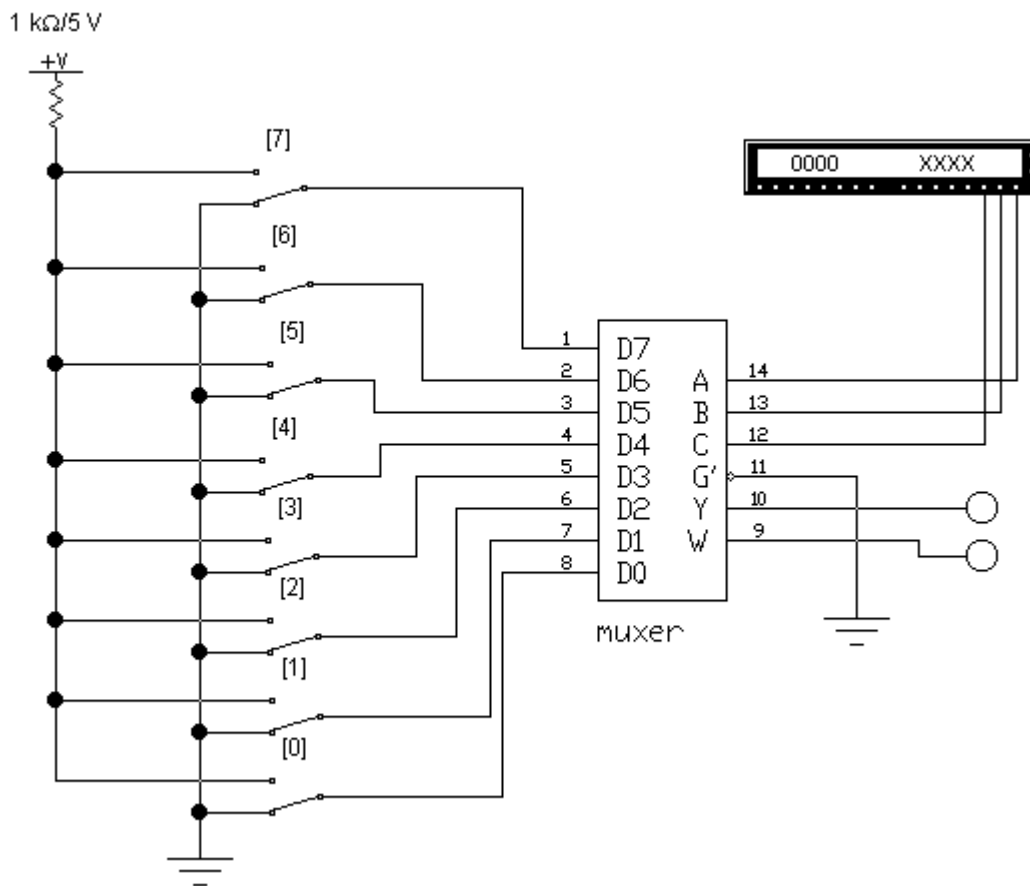 1 kΩ/5 V
+V
[7]
0000 XXXX
[6]
[5]
1 D7
2 D6 A 14
3 D5 B 13
[4]
4 D4 C 12
5 D3 G' 11
[3]
6 D2 Y 10
7 D1 W 9
8 D0
[2]
muxer
[1]
[0]